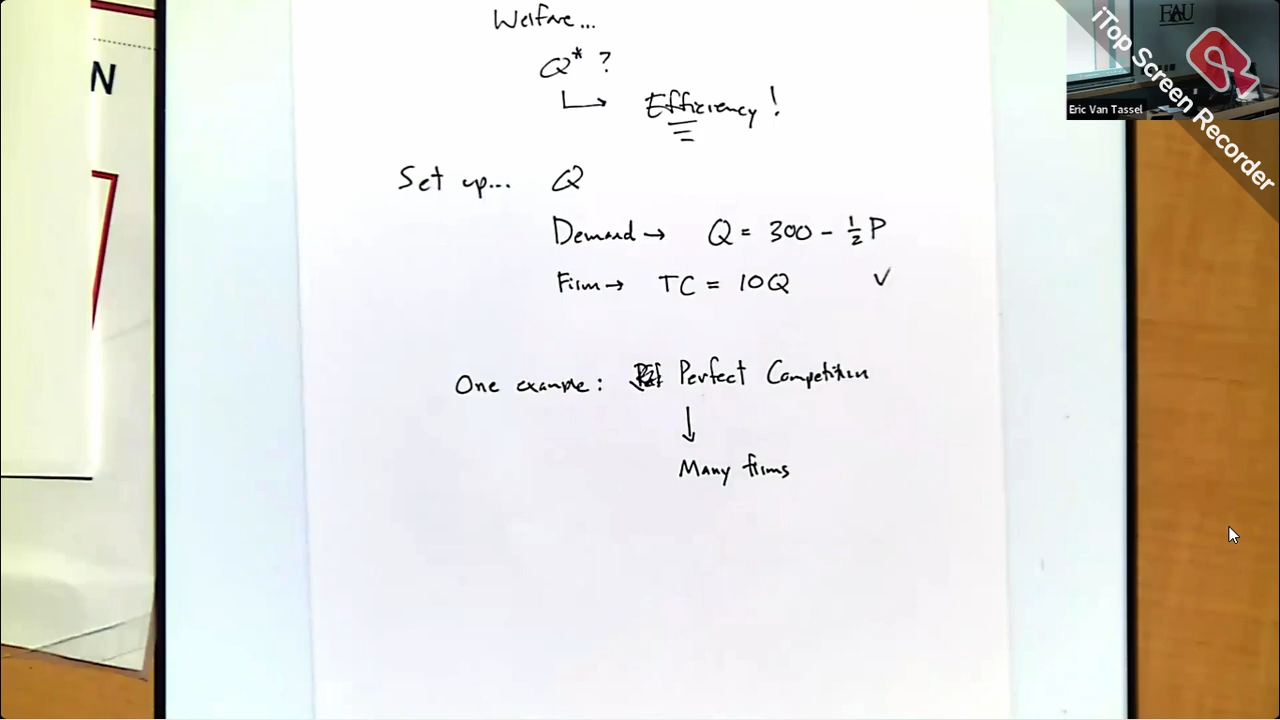 Welfare...
Q* ?
Efficiency!
Set up... Q
Demand → Q = 300 - 1/2 P
Firm → TC = 10Q ✓
One example: Perfect Competition
↓
Many firms
N
FAU
Eric Van Tassel
iTop Screen Recorder